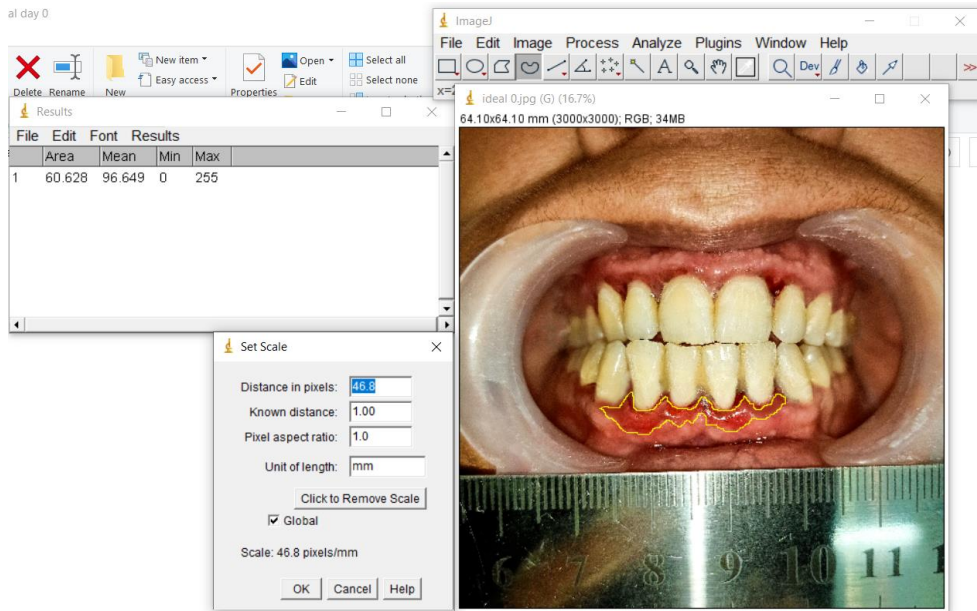 al day 0
ImageJ
File Edit Image Process Analyze Plugins Window Help
Dev
>>
x=2
Delete Rename New
New item
Easy access
Properties
Open
Edit
Select all
Select none
Results
File Edit Font Results
Area Mean Min Max
1 60.628 96.649 0 255
ideal 0.jpg (G) (16.7%)
64.10x64.10 mm (3000x3000); RGB; 34MB
Set Scale
Distance in pixels: 46.8
Known distance: 1.00
Pixel aspect ratio: 1.0
Unit of length: mm
Click to Remove Scale
Global
Scale: 46.8 pixels/mm
OK Cancel Help
6 7 8 9 10 11